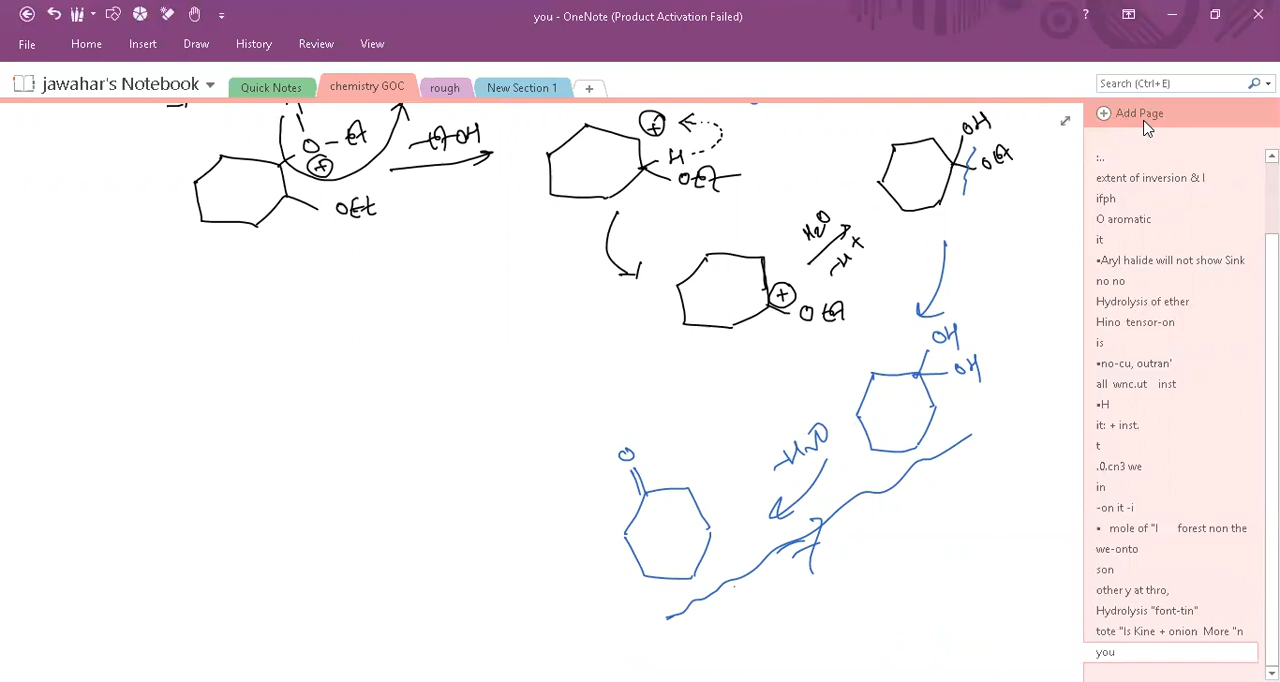 you - OneNote (Product Activation Failed)
?
File
Home
Insert
Draw
History
Review
View
jawahar's Notebook
Quick Notes
chemistry GOC
rough
New Section 1
Search (Ctrl+E)
Add Page
:..
extent of inversion & l
ifph
O aromatic
it
•Aryl halide will not show Sink
no no
Hydrolysis of ether
Hino tensor-on
is
•no-cu, outran'
all wnc.ut inst
•H
it: + inst.
t
.0.cn3 we
in
-on it -i
• mole of "l forest non the
we-onto
son
other y at thro,
Hydrolysis "font-tin"
tote "Is Kine + onion More "n
you
O - Et
+
OEt
-EtOH
+
H
OEt
OH
OEt
H2O
-H+
+
OEt
OH
OH
-H2O
O